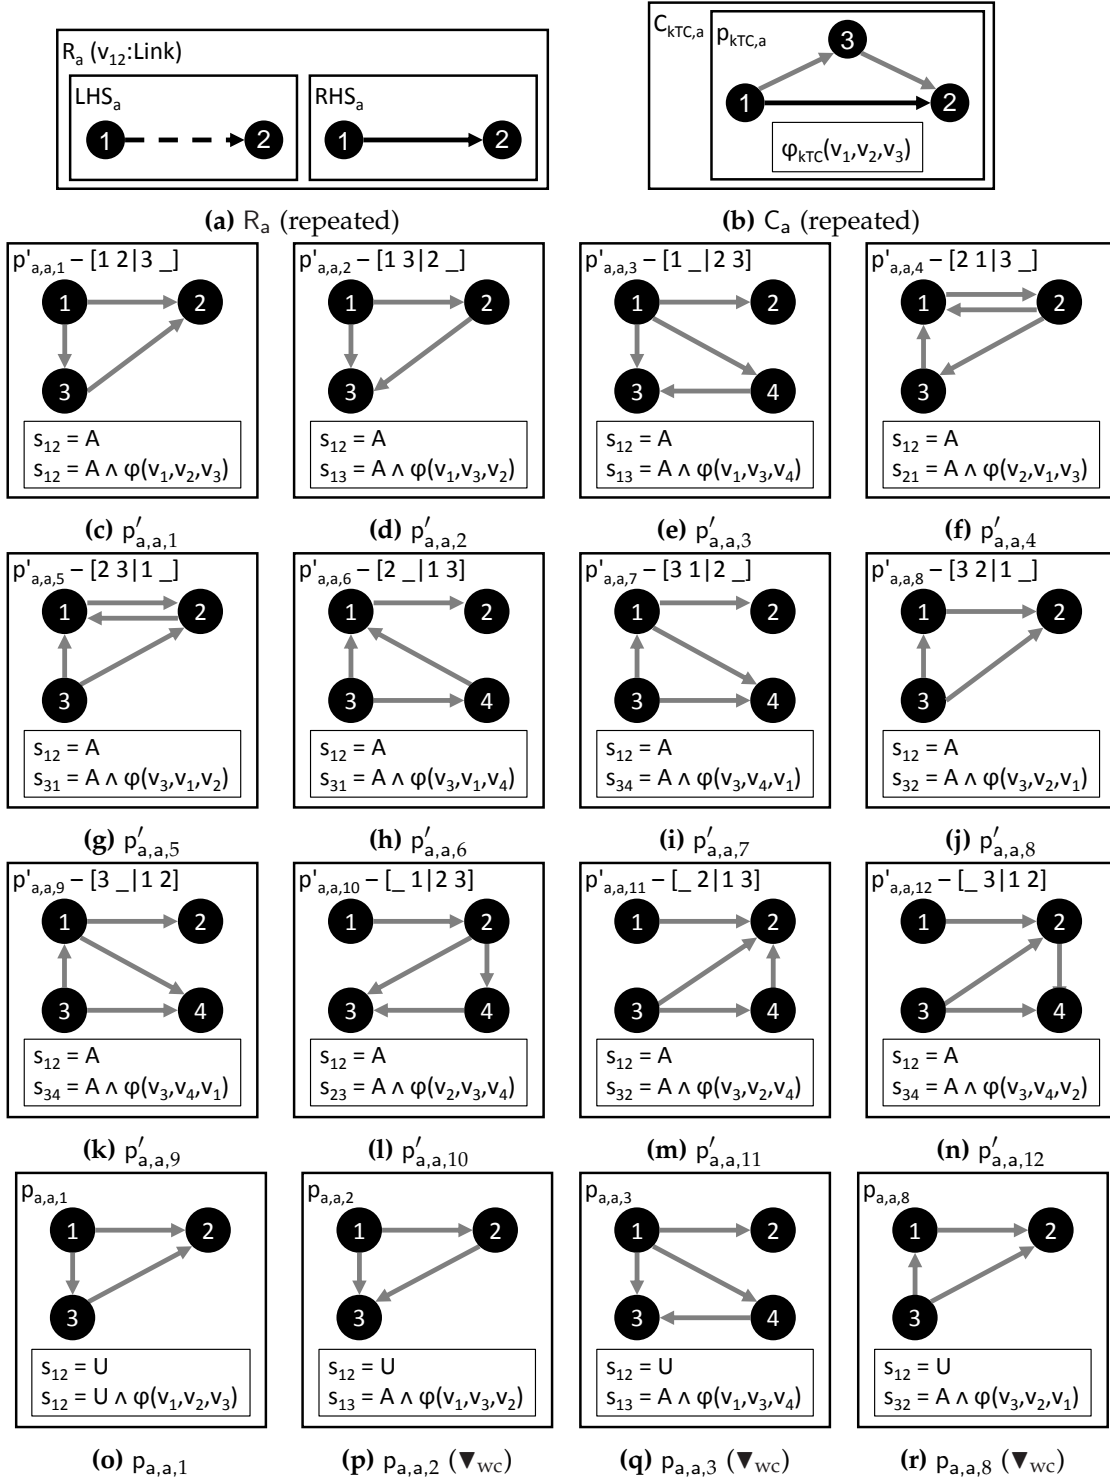 R_a (v_12:Link)
LHS_a
1 2
RHS_a
1 2
C_kTC,a
p_kTC,a
3
1 2
φ_kTC(v_1,v_2,v_3)
(a) R_a (repeated)
(b) C_a (repeated)
p'_a,a,1 – [1 2|3 _]
1 2
3
s_12 = A
s_12 = A ∧ φ(v_1,v_2,v_3)
p'_a,a,2 – [1 3|2 _]
1 2
3
s_12 = A
s_13 = A ∧ φ(v_1,v_3,v_2)
p'_a,a,3 – [1 _|2 3]
1 2
3 4
s_12 = A
s_13 = A ∧ φ(v_1,v_3,v_4)
p'_a,a,4 – [2 1|3 _]
1 2
3
s_12 = A
s_21 = A ∧ φ(v_2,v_1,v_3)
(c) p′_a,a,1
(d) p′_a,a,2
(e) p′_a,a,3
(f) p′_a,a,4
p'_a,a,5 – [2 3|1 _]
1 2
3
s_12 = A
s_31 = A ∧ φ(v_3,v_1,v_2)
p'_a,a,6 – [2 _|1 3]
1 2
3 4
s_12 = A
s_31 = A ∧ φ(v_3,v_1,v_4)
p'_a,a,7 – [3 1|2 _]
1 2
3 4
s_12 = A
s_34 = A ∧ φ(v_3,v_4,v_1)
p'_a,a,8 – [3 2|1 _]
1 2
3
s_12 = A
s_32 = A ∧ φ(v_3,v_2,v_1)
(g) p′_a,a,5
(h) p′_a,a,6
(i) p′_a,a,7
(j) p′_a,a,8
p'_a,a,9 – [3 _|1 2]
1 2
3 4
s_12 = A
s_34 = A ∧ φ(v_3,v_4,v_1)
p'_a,a,10 – [_ 1|2 3]
1 2
3 4
s_12 = A
s_23 = A ∧ φ(v_2,v_3,v_4)
p'_a,a,11 – [_ 2|1 3]
1 2
3 4
s_12 = A
s_32 = A ∧ φ(v_3,v_2,v_4)
p'_a,a,12 – [_ 3|1 2]
1 2
3 4
s_12 = A
s_34 = A ∧ φ(v_3,v_4,v_2)
(k) p′_a,a,9
(l) p′_a,a,10
(m) p′_a,a,11
(n) p′_a,a,12
p_a,a,1
1 2
3
s_12 = U
s_12 = U ∧ φ(v_1,v_2,v_3)
p_a,a,2
1 2
3
s_12 = U
s_13 = A ∧ φ(v_1,v_3,v_2)
p_a,a,3
1 2
3 4
s_12 = U
s_13 = A ∧ φ(v_1,v_3,v_4)
p_a,a,8
1 2
3
s_12 = U
s_32 = A ∧ φ(v_3,v_2,v_1)
(o) p_a,a,1
(p) p_a,a,2 (▼_WC)
(q) p_a,a,3 (▼_WC)
(r) p_a,a,8 (▼_WC)